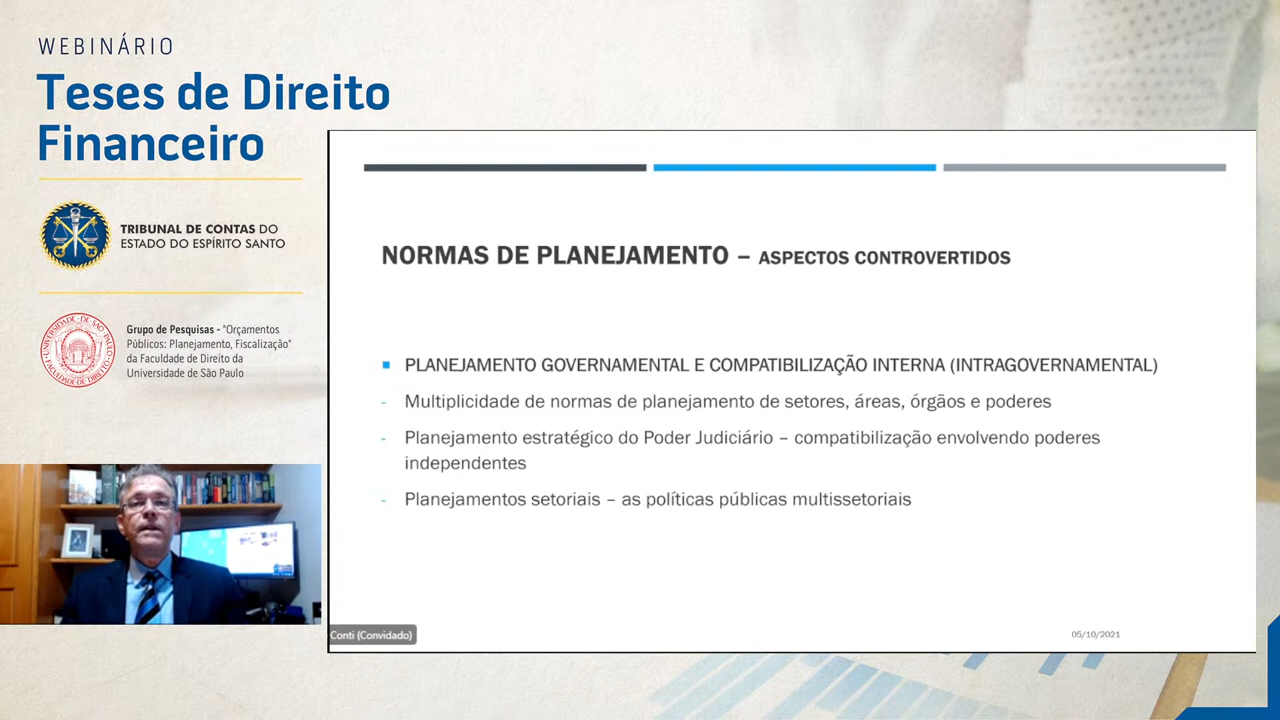 WEBINÁRIO
Teses de Direito
Financeiro
TRIBUNAL DE CONTAS DO
ESTADO DO ESPÍRITO SANTO
Grupo de Pesquisas - "Orçamentos
Públicos: Planejamento, Fiscalização"
da Faculdade de Direito da
Universidade de São Paulo
NORMAS DE PLANEJAMENTO – ASPECTOS CONTROVERTIDOS
PLANEJAMENTO GOVERNAMENTAL E COMPATIBILIZAÇÃO INTERNA (INTRAGOVERNAMENTAL)
- Multiplicidade de normas de planejamento de setores, áreas, órgãos e poderes
- Planejamento estratégico do Poder Judiciário – compatibilização envolvendo poderes
independentes
- Planejamentos setoriais – as políticas públicas multissetoriais
Conti (Convidado)
05/10/2021